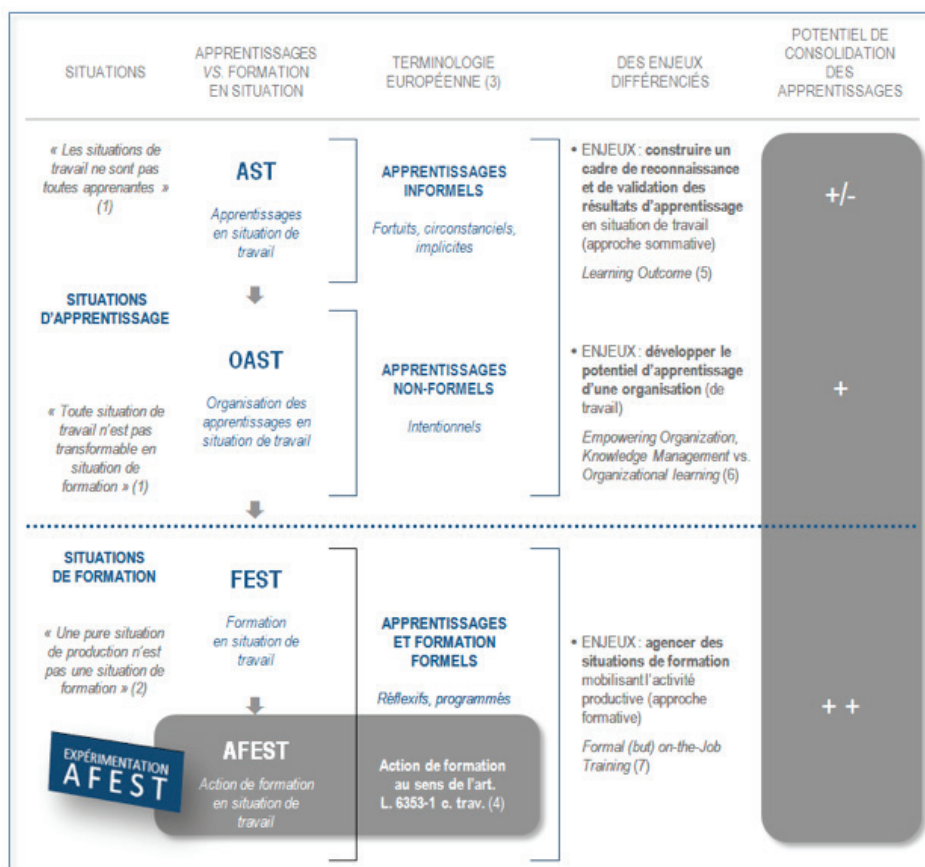 SITUATIONS
APPRENTISSAGES
VS. FORMATION
EN SITUATION
TERMINOLOGIE
EUROPÉENNE (3)
DES ENJEUX
DIFFÉRENCIÉS
POTENTIEL DE
CONSOLIDATION
DES
APPRENTISSAGES
« Les situations de
travail ne sont pas
toutes apprenantes »
(1)
AST
Apprentissages
en situation de
travail
APPRENTISSAGES
INFORMELS
Fortuits, circonstanciels,
implicites
• ENJEUX : construire un
cadre de reconnaissance
et de validation des
résultats d'apprentissage
en situation de travail
(approche sommative)
Learning Outcome (5)
+/-
SITUATIONS
D'APPRENTISSAGE
« Toute situation de
travail n'est pas
transformable en
situation de
formation » (1)
OAST
Organisation des
apprentissages en
situation de travail
APPRENTISSAGES
NON-FORMELS
Intentionnels
• ENJEUX : développer le
potentiel d'apprentissage
d'une organisation (de
travail)
Empowering Organization,
Knowledge Management vs.
Organizational learning (6)
+
SITUATIONS
DE FORMATION
« Une pure situation
de production n'est
pas une situation de
formation » (2)
FEST
Formation
en situation de
travail
APPRENTISSAGES
ET FORMATION
FORMELS
Réflexifs, programmés
• ENJEUX : agencer des
situations de formation
mobilisant l'activité
productive (approche
formative)
Formal (but) on-the-Job
Training (7)
+ +
EXPÉRIMENTATION
AFEST
AFEST
Action de formation
en situation de
travail
Action de formation
au sens de l'art.
L. 6353-1 c. trav. (4)